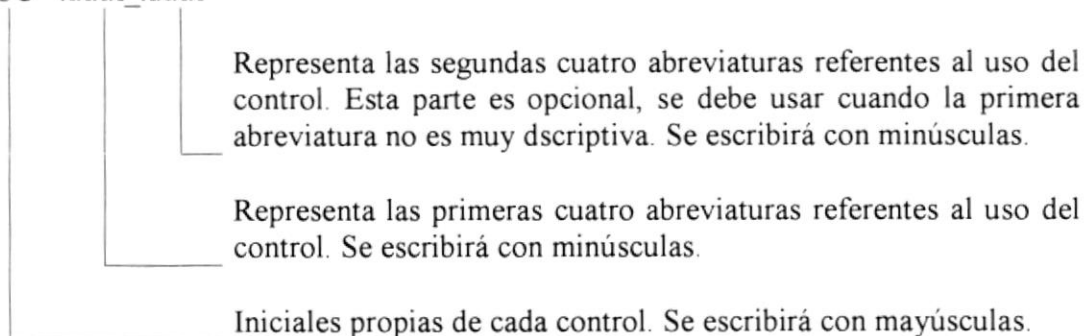 Representa las segundas cuatro abreviaturas referentes al uso del
control. Esta parte es opcional, se debe usar cuando la primera
abreviatura no es muy dscriptiva. Se escribirá con minúsculas.
Representa las primeras cuatro abreviaturas referentes al uso del
control. Se escribirá con minúsculas.
Iniciales propias de cada control. Se escribirá con mayúsculas.